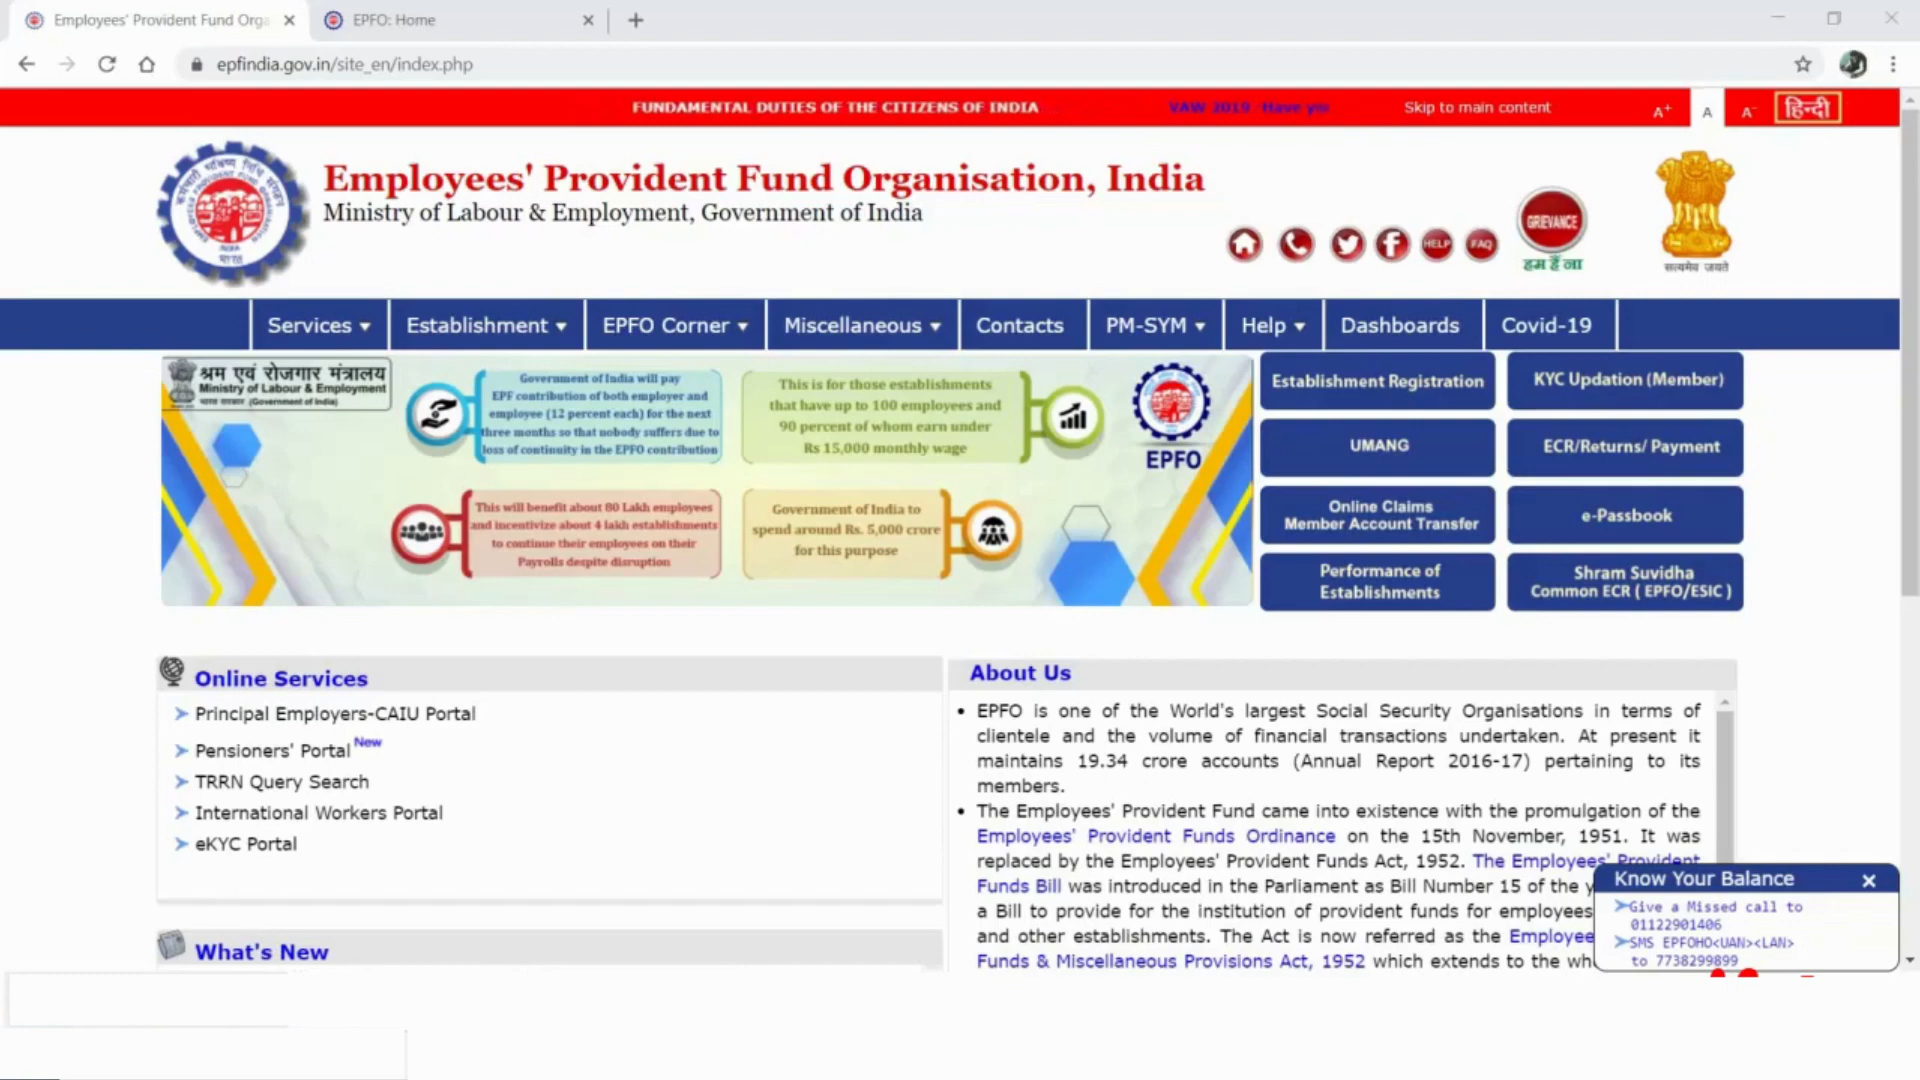 Employees' Provident Fund Orga
EPFO: Home
epfindia.gov.in/site_en/index.php
FUNDAMENTAL DUTIES OF THE CITIZENS OF INDIA
VAW 2019 Have
Skip to main content
A+ A A- हिन्दी
Employees' Provident Fund Organisation, India
Ministry of Labour & Employment, Government of India
HELP
FAQ
GRIEVANCE
हम हैं ना
सत्यमेव जयते
Services
Establishment
EPFO Corner
Miscellaneous
Contacts
PM-SYM
Help
Dashboards
Covid-19
श्रम एवं रोजगार मंत्रालय
Ministry of Labour & Employment
भारत सरकार (Government of India)
Government of India will pay
EPF contribution of both employer and
employee (12 percent each) for the next
three months so that nobody suffers due to
loss of continuity in the EPFO contribution
This is for those establishments
that have up to 100 employees and
90 percent of whom earn under
Rs 15,000 monthly wage
EPFO
This will benefit about 80 Lakh employees
and incentivize about 4 lakh establishments
to continue their employees on their
Payrolls despite disruption
Government of India to
spend around Rs. 5,000 crore
for this purpose
Establishment Registration
KYC Updation (Member)
UMANG
ECR/Returns/ Payment
Online Claims
Member Account Transfer
e-Passbook
Performance of
Establishments
Shram Suvidha
Common ECR ( EPFO/ESIC )
Online Services
Principal Employers-CAIU Portal
Pensioners' Portal New
TRRN Query Search
International Workers Portal
eKYC Portal
What's New
About Us
EPFO is one of the World's largest Social Security Organisations in terms of
clientele and the volume of financial transactions undertaken. At present it
maintains 19.34 crore accounts (Annual Report 2016-17) pertaining to its
members.
The Employees' Provident Fund came into existence with the promulgation of the
Employees' Provident Funds Ordinance on the 15th November, 1951. It was
replaced by the Employees' Provident Funds Act, 1952. The Employees' Provident
Funds Bill was introduced in the Parliament as Bill Number 15 of the y
a Bill to provide for the institution of provident funds for employees
and other establishments. The Act is now referred as the Employee
Funds & Miscellaneous Provisions Act, 1952 which extends to the wh
Know Your Balance
Give a Missed call to
01122901406
SMS EPFOHO<UAN><LAN>
to 7738299899